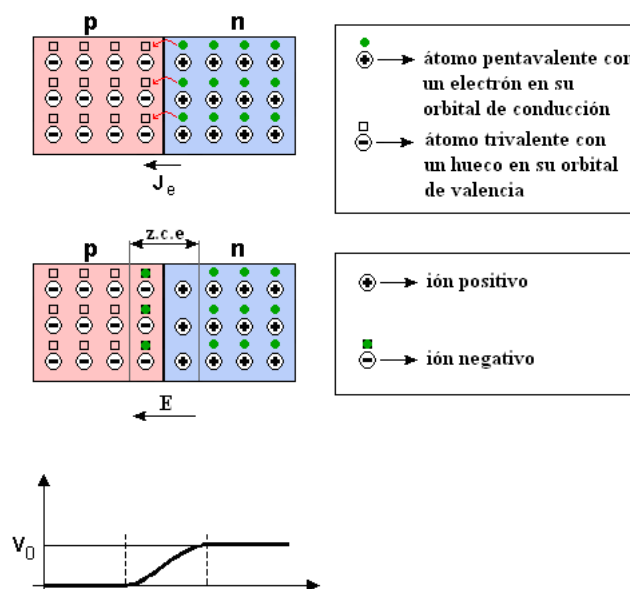 p n
átomo pentavalente con
un electrón en su
orbital de conducción
átomo trivalente con
un hueco en su orbital
de valencia
Je
z.c.e
p n
ión positivo
ión negativo
E
V0